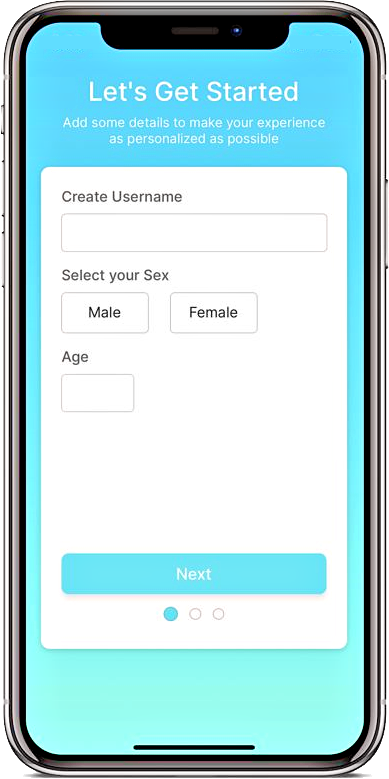 Let's Get Started
Add some details to make your experience
as personalized as possible
Create Username
Select your Sex
Male
Female
Age
Next